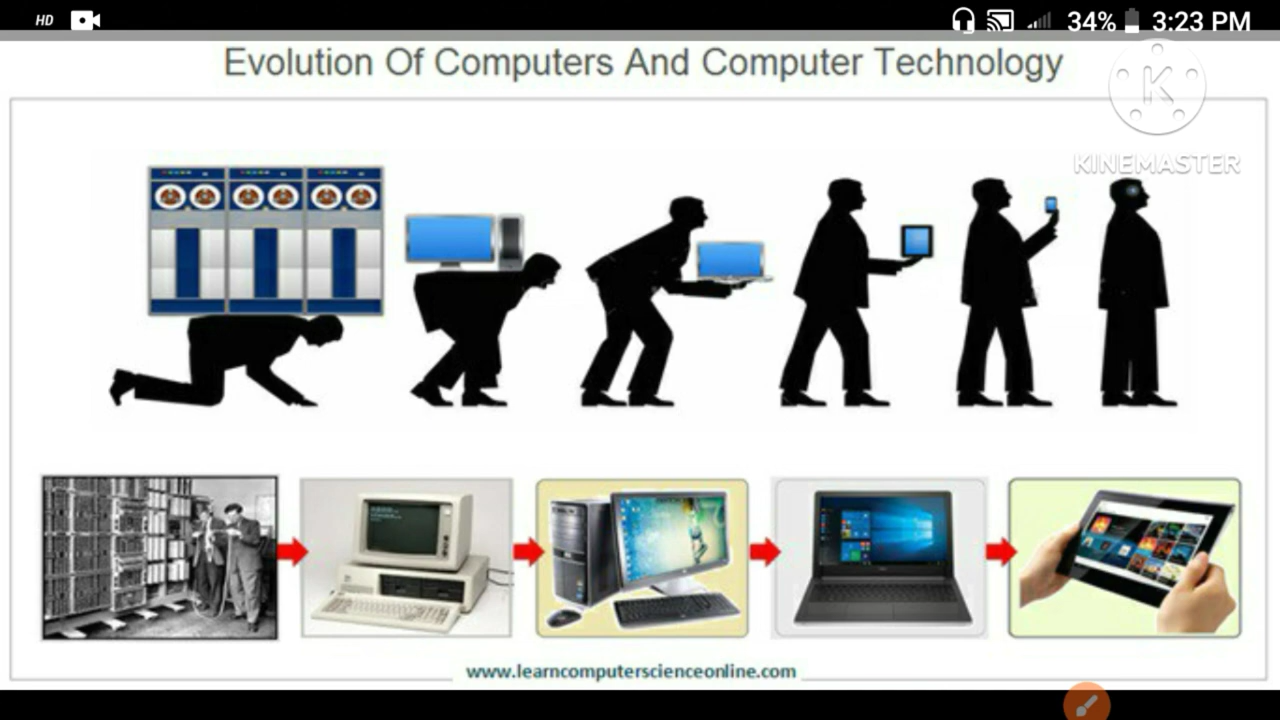 HD 34% 3:23 PM
Evolution Of Computers And Computer Technology
K
KINEMASTER
www.learncomputerscienceonline.com